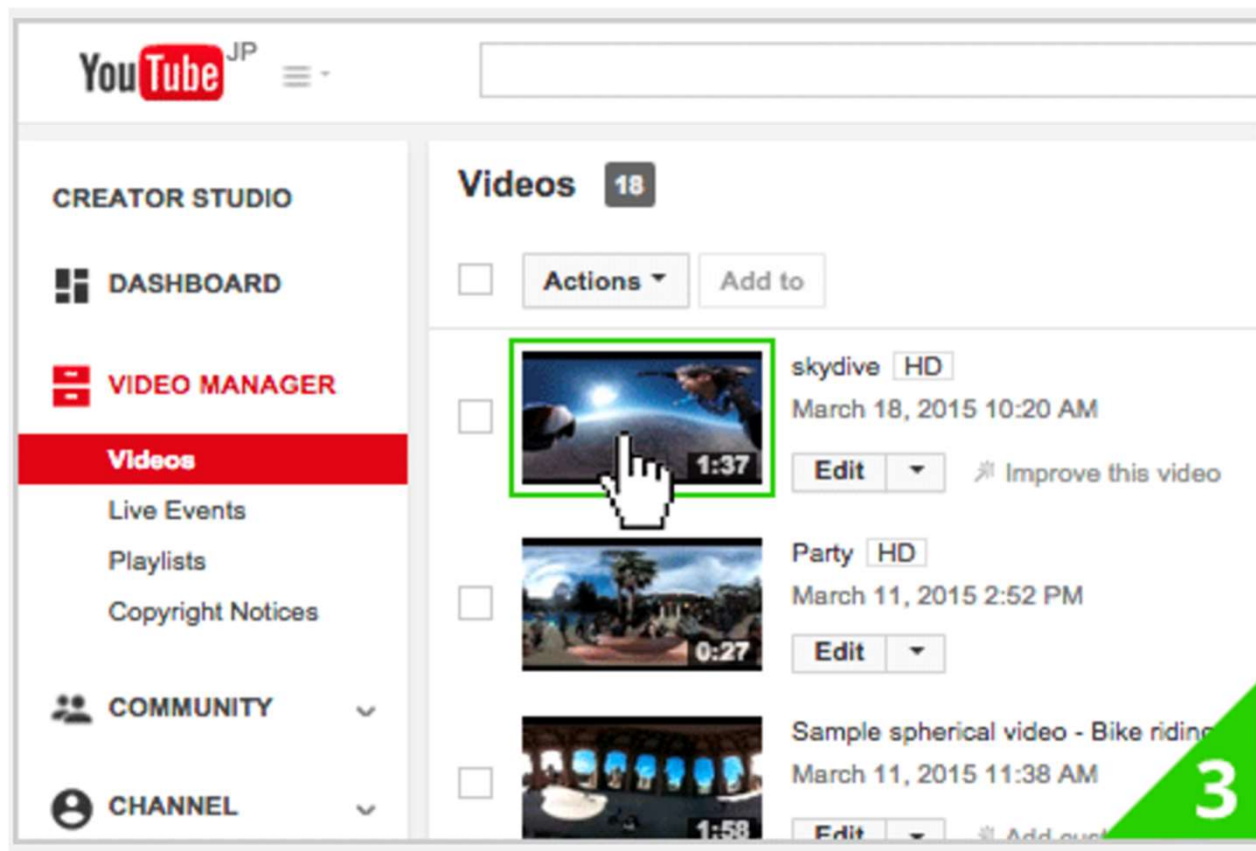 YouTube JP
CREATOR STUDIO
DASHBOARD
VIDEO MANAGER
Videos
Live Events
Playlists
Copyright Notices
COMMUNITY
CHANNEL
Videos 18
Actions Add to
skydive HD
March 18, 2015 10:20 AM
1:37
Edit Improve this video
Party HD
March 11, 2015 2:52 PM
0:27
Edit
Sample spherical video - Bike riding
March 11, 2015 11:38 AM
1:58
Edit Add
3